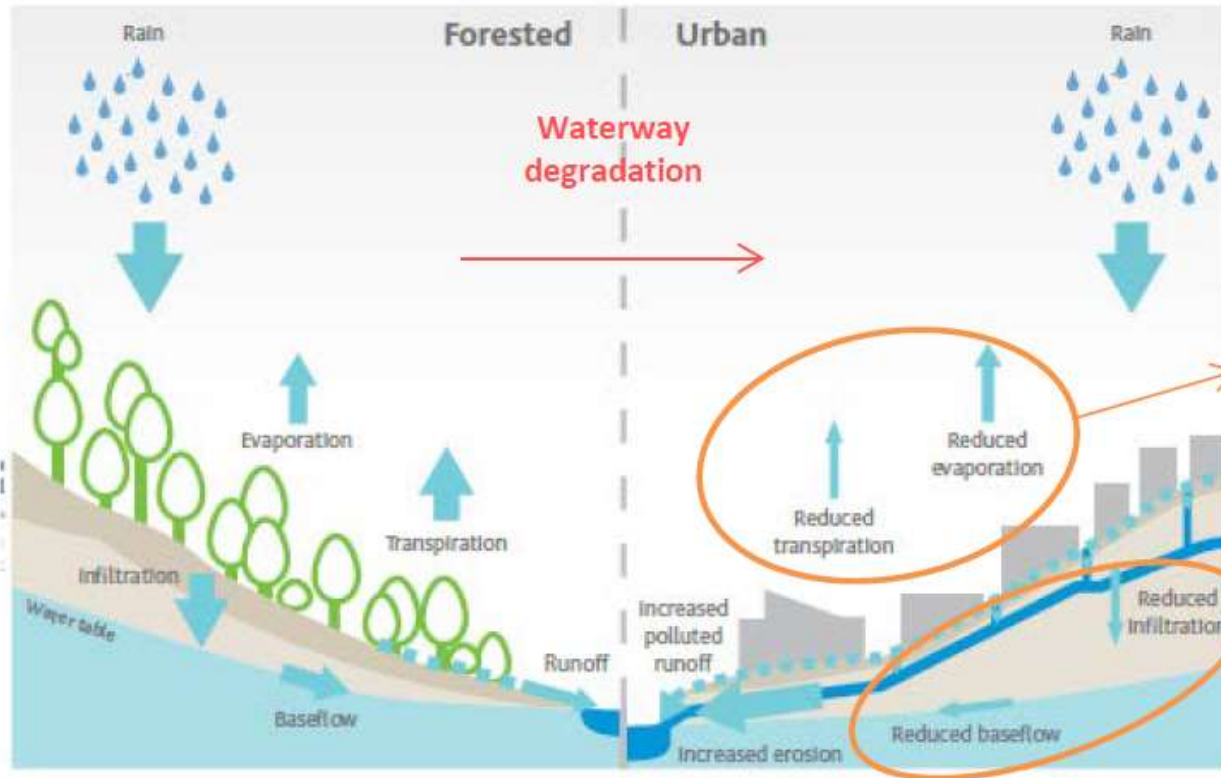 Rain
Forested
Urban
Rain
Waterway
degradation
Evaporation
Transpiration
Infiltration
Water table
Baseflow
Runoff
Reduced
evaporation
Reduced
transpiration
Increased
polluted
runoff
Reduced
infiltration
Reduced baseflow
Increased erosion